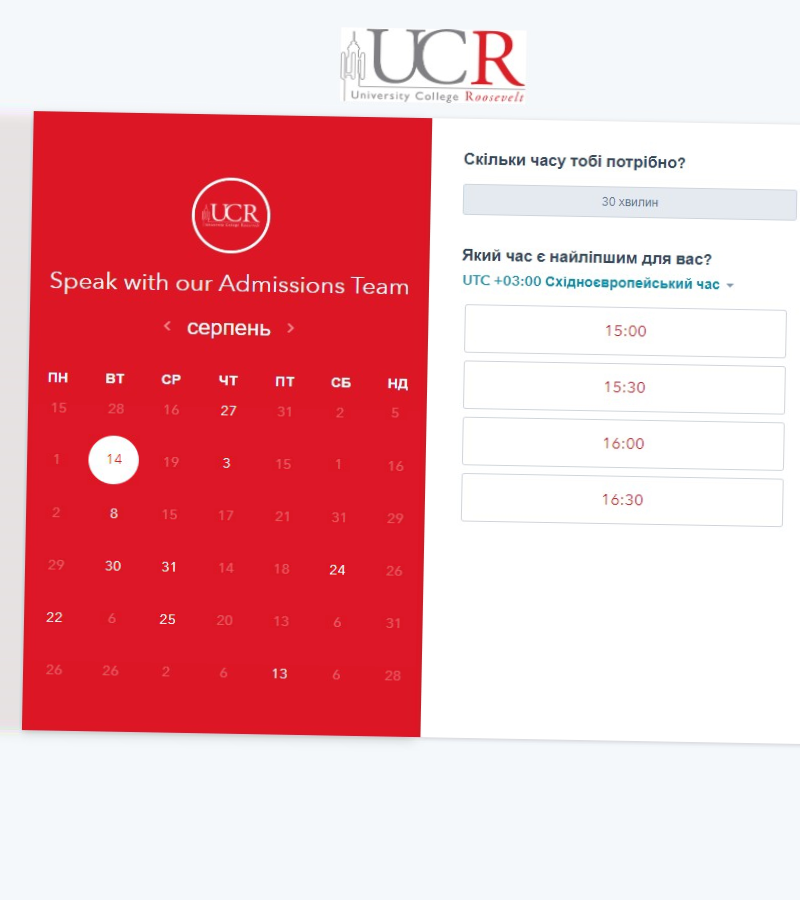 UCR
University College Roosevelt
UCR
Speak with our Admissions Team
серпень
ПН ВТ СР ЧТ ПТ СБ НД
15 28 16 27 31 2 5
1 14 19 3 15 1 16
2 8 15 17 21 31 29
29 30 31 14 18 24 26
22 6 25 20 13 6 31
26 26 2 6 13 6 28
Скільки часу тобі потрібно?
30 хвилин
Який час є найліпшим для вас?
UTC +03:00 Східноєвропейський час
15:00
15:30
16:00
16:30